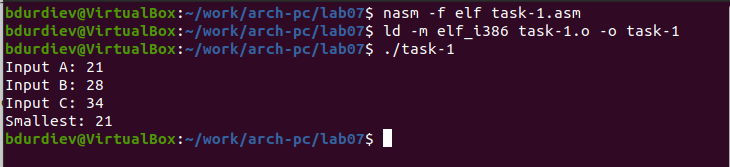 bdurdiev@VirtualBox:~/work/arch-pc/lab07$ nasm -f elf task-1.asm
bdurdiev@VirtualBox:~/work/arch-pc/lab07$ ld -m elf_i386 task-1.o -o task-1
bdurdiev@VirtualBox:~/work/arch-pc/lab07$ ./task-1
Input A: 21
Input B: 28
Input C: 34
Smallest: 21
bdurdiev@VirtualBox:~/work/arch-pc/lab07$